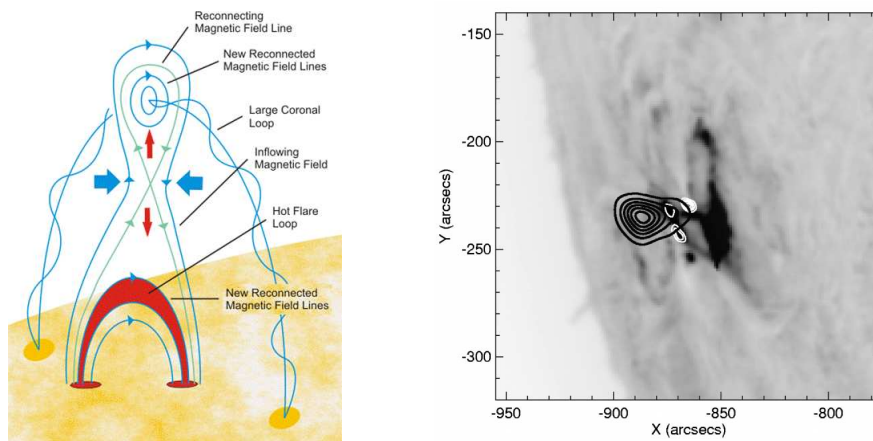 Reconnecting
Magnetic Field Line
New Reconnected
Magnetic Field Lines
Large Coronal
Loop
Inflowing
Magnetic Field
Hot Flare
Loop
New Reconnected
Magnetic Field Lines
-150
-200
-250
-300
Y (arcsecs)
-950
-900
-850
-800
X (arcsecs)